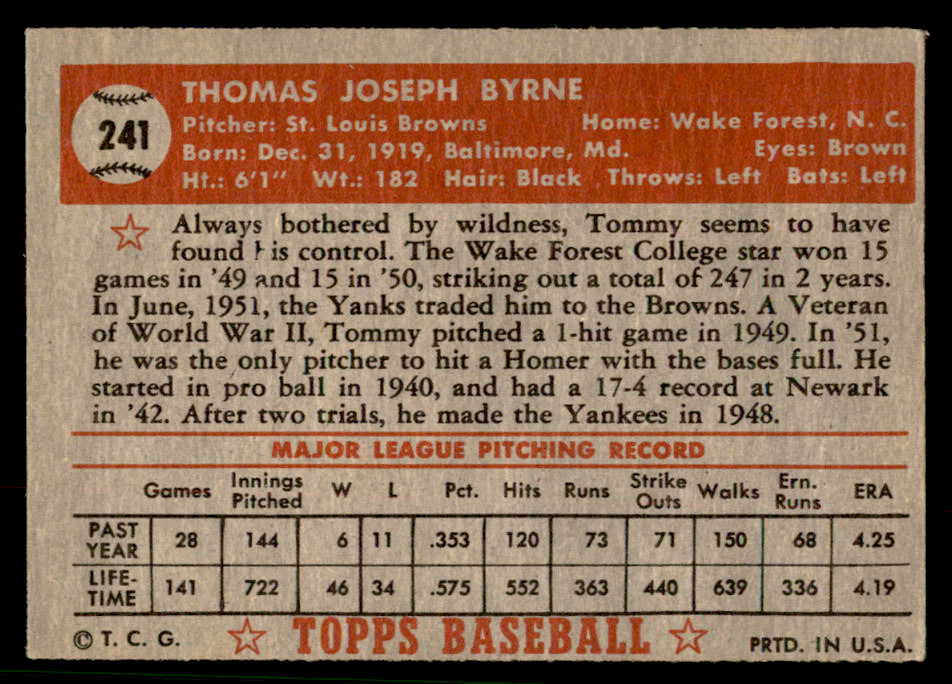 241
THOMAS JOSEPH BYRNE
Pitcher: St. Louis Browns Home: Wake Forest, N. C.
Born: Dec. 31, 1919, Baltimore, Md. Eyes: Brown
Ht.: 6'1" Wt.: 182 Hair: Black Throws: Left Bats: Left
Always bothered by wildness, Tommy seems to have
found his control. The Wake Forest College star won 15
games in '49 and 15 in '50, striking out a total of 247 in 2 years.
In June, 1951, the Yanks traded him to the Browns. A Veteran
of World War II, Tommy pitched a 1-hit game in 1949. In '51,
he was the only pitcher to hit a Homer with the bases full. He
started in pro ball in 1940, and had a 17-4 record at Newark
in '42. After two trials, he made the Yankees in 1948.
MAJOR LEAGUE PITCHING RECORD
Games Innings Pitched W L Pct. Hits Runs Strike Outs Walks Ern. Runs ERA
PAST YEAR 28 144 6 11 .353 120 73 71 150 68 4.25
LIFE-TIME 141 722 46 34 .575 552 363 440 639 336 4.19
© T. C. G. TOPPS BASEBALL PRTD. IN U.S.A.